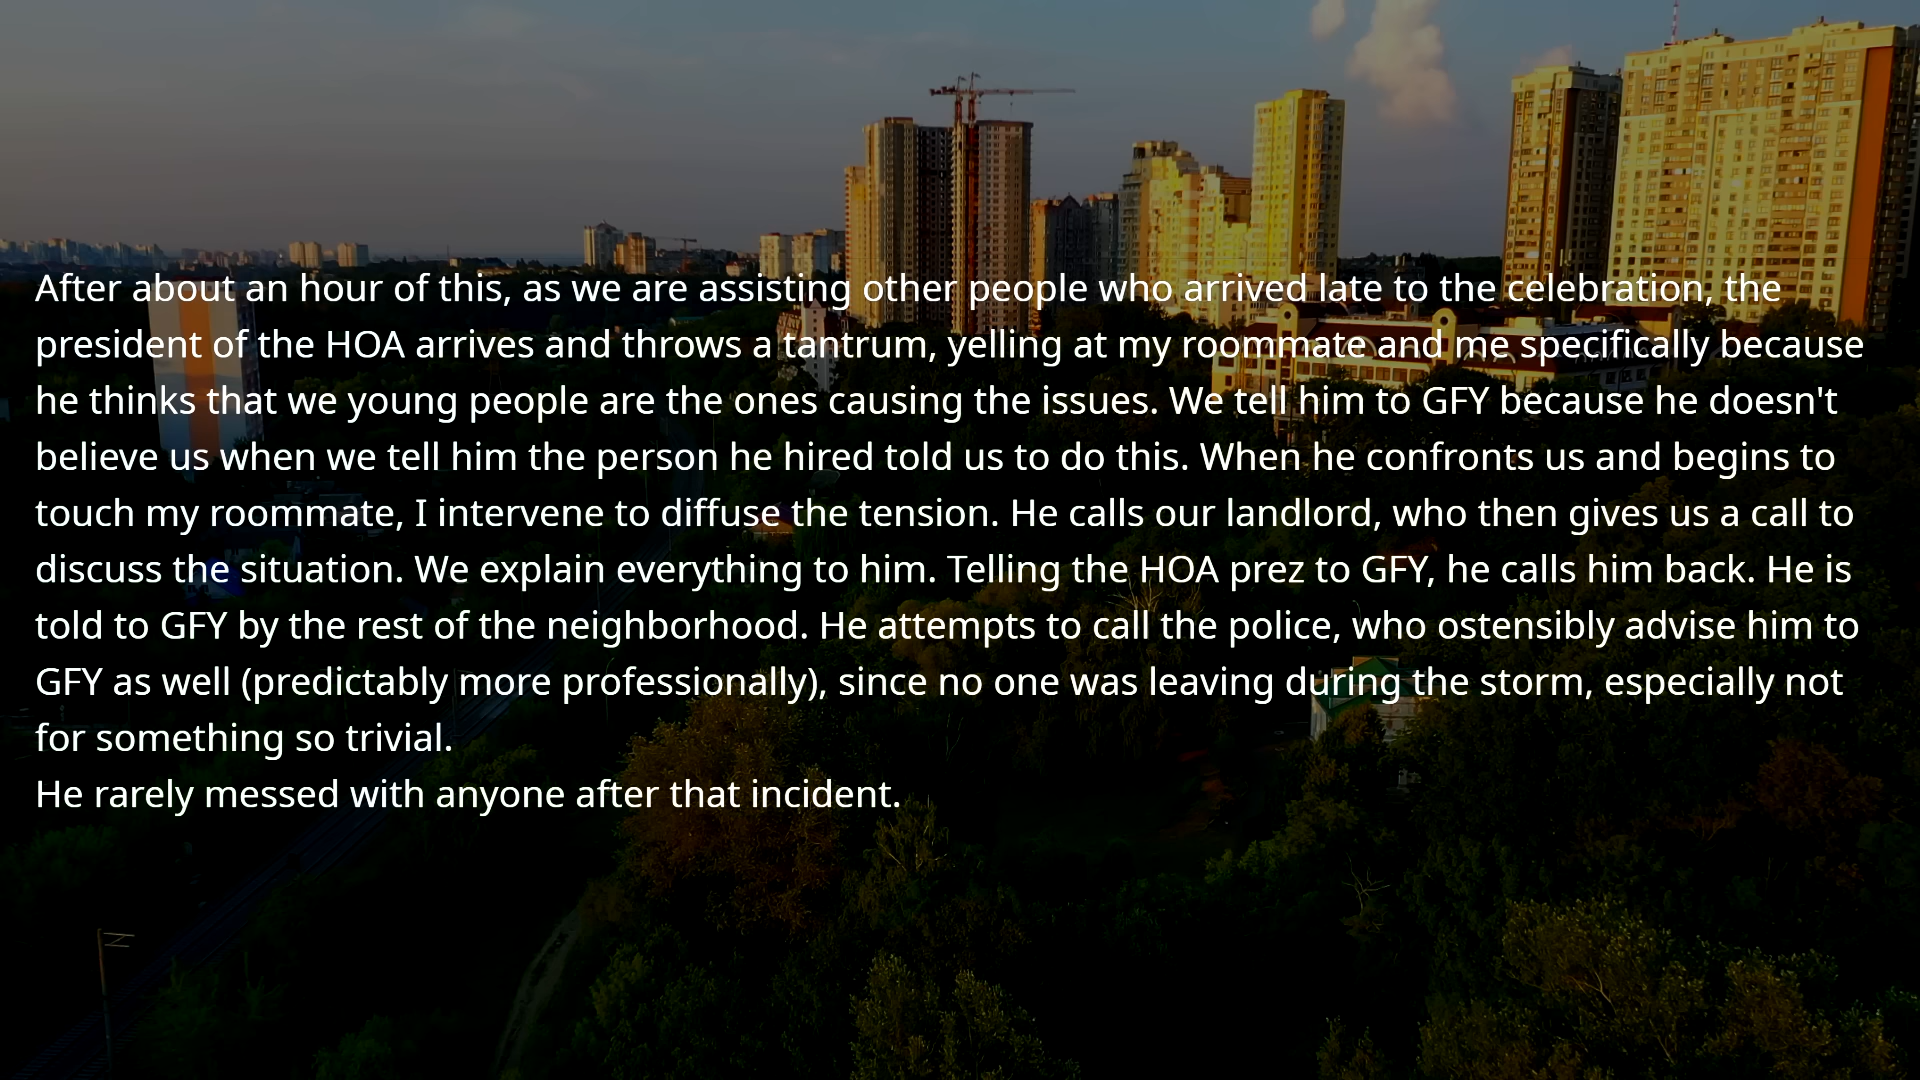 After about an hour of this, as we are assisting other people who arrived late to the celebration, the
president of the HOA arrives and throws a tantrum, yelling at my roommate and me specifically because
he thinks that we young people are the ones causing the issues. We tell him to GFY because he doesn't
believe us when we tell him the person he hired told us to do this. When he confronts us and begins to
touch my roommate, I intervene to diffuse the tension. He calls our landlord, who then gives us a call to
discuss the situation. We explain everything to him. Telling the HOA prez to GFY, he calls him back. He is
told to GFY by the rest of the neighborhood. He attempts to call the police, who ostensibly advise him to
GFY as well (predictably more professionally), since no one was leaving during the storm, especially not
for something so trivial.
He rarely messed with anyone after that incident.